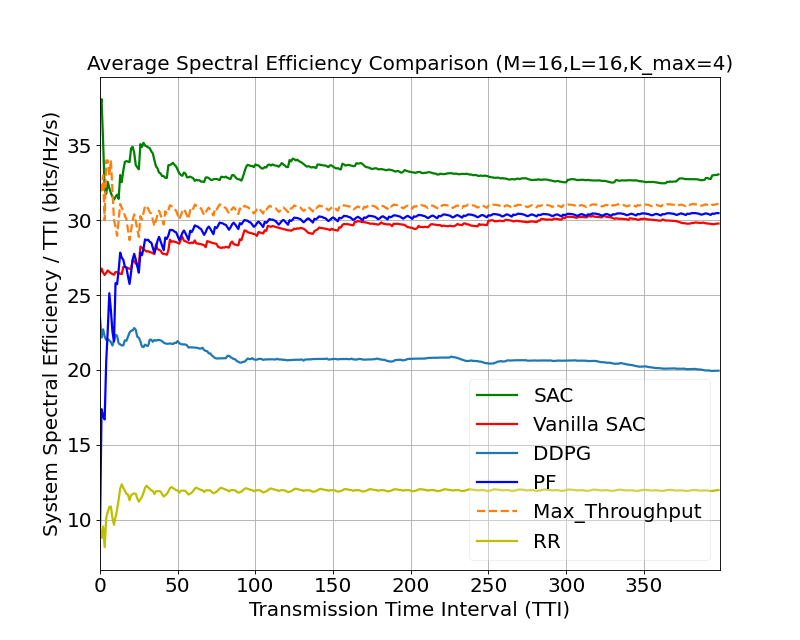 Average Spectral Efficiency Comparison (M=16,L=16,K_max=4)
System Spectral Efficiency / TTI (bits/Hz/s)
35
30
25
20
15
10
SAC
Vanilla SAC
DDPG
PF
Max_Throughput
RR
0 50 100 150 200 250 300 350
Transmission Time Interval (TTI)